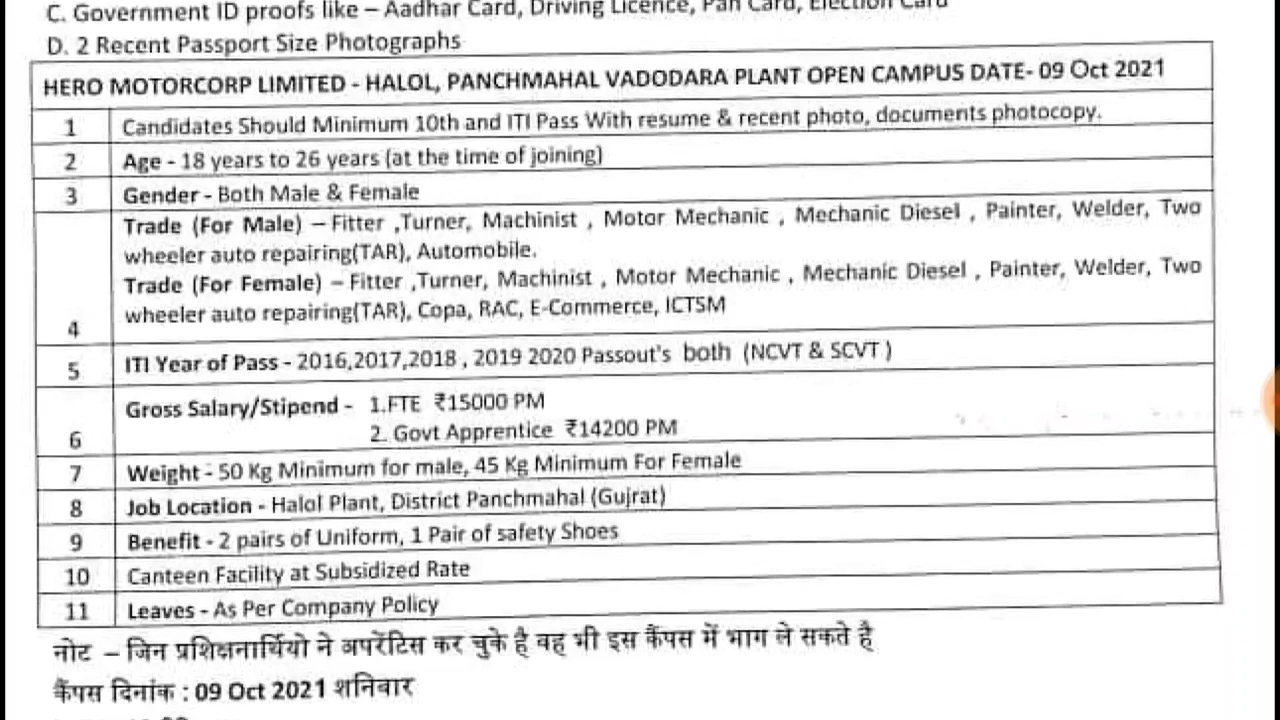 C. Government ID proofs like – Aadhar Card, Driving Licence, Pan Card, Election Card
D. 2 Recent Passport Size Photographs
HERO MOTORCORP LIMITED - HALOL, PANCHMAHAL VADODARA PLANT OPEN CAMPUS DATE- 09 Oct 2021
1 Candidates Should Minimum 10th and ITI Pass With resume & recent photo, documents photocopy.
2 Age - 18 years to 26 years (at the time of joining)
3 Gender - Both Male & Female
Trade (For Male) – Fitter ,Turner, Machinist , Motor Mechanic , Mechanic Diesel , Painter, Welder, Two
wheeler auto repairing(TAR), Automobile.
Trade (For Female) – Fitter ,Turner, Machinist , Motor Mechanic , Mechanic Diesel , Painter, Welder, Two
wheeler auto repairing(TAR), Copa, RAC, E-Commerce, ICTSM
4
5 ITI Year of Pass - 2016,2017,2018 , 2019 2020 Passout's both (NCVT & SCVT )
Gross Salary/Stipend - 1.FTE ₹15000 PM
6 2. Govt Apprentice ₹14200 PM
7 Weight - 50 Kg Minimum for male, 45 Kg Minimum For Female
8 Job Location - Halol Plant, District Panchmahal (Gujrat)
9 Benefit - 2 pairs of Uniform, 1 Pair of safety Shoes
10 Canteen Facility at Subsidized Rate
11 Leaves - As Per Company Policy
नोट – जिन प्रशिक्षनार्थियो ने अपरेंटिस कर चुके है वह भी इस कैंपस में भाग ले सकते है
कैंपस दिनांक : 09 Oct 2021 शनिवार